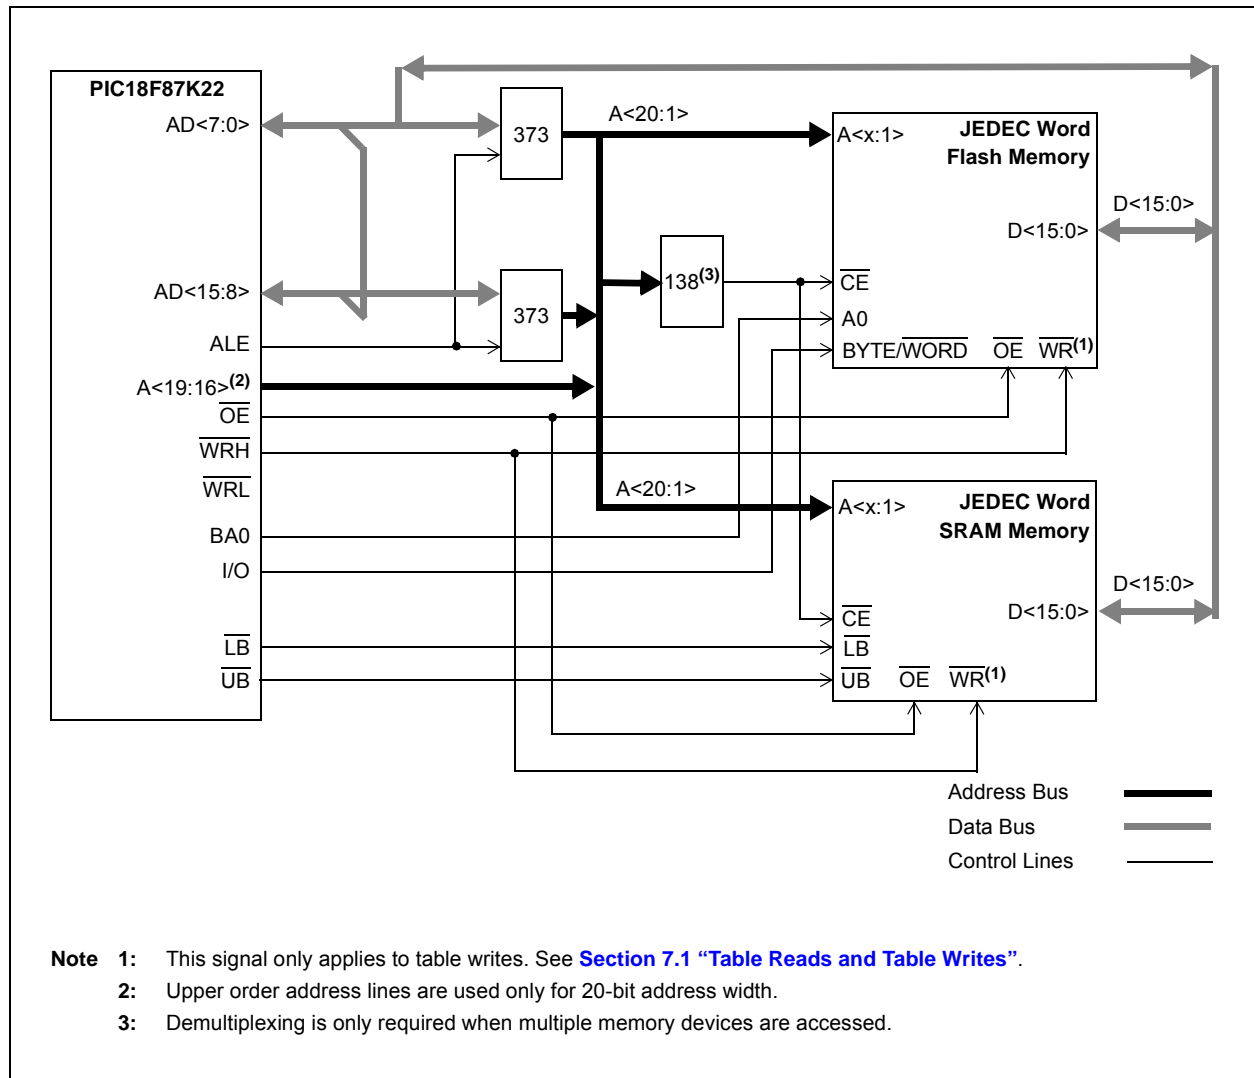 PIC18F87K22
AD<7:0>
AD<15:8>
ALE
A<19:16>(2)
OE
WRH
WRL
BA0
I/O
LB
UB
373
373
A<20:1>
138(3)
A<x:1>
JEDEC Word
Flash Memory
D<15:0>
CE
A0
BYTE/WORD OE WR(1)
D<15:0>
A<20:1>
A<x:1>
JEDEC Word
SRAM Memory
D<15:0>
CE
LB
UB OE WR(1)
D<15:0>
Address Bus
Data Bus
Control Lines
Note 1: This signal only applies to table writes. See Section 7.1 “Table Reads and Table Writes”.
2: Upper order address lines are used only for 20-bit address width.
3: Demultiplexing is only required when multiple memory devices are accessed.